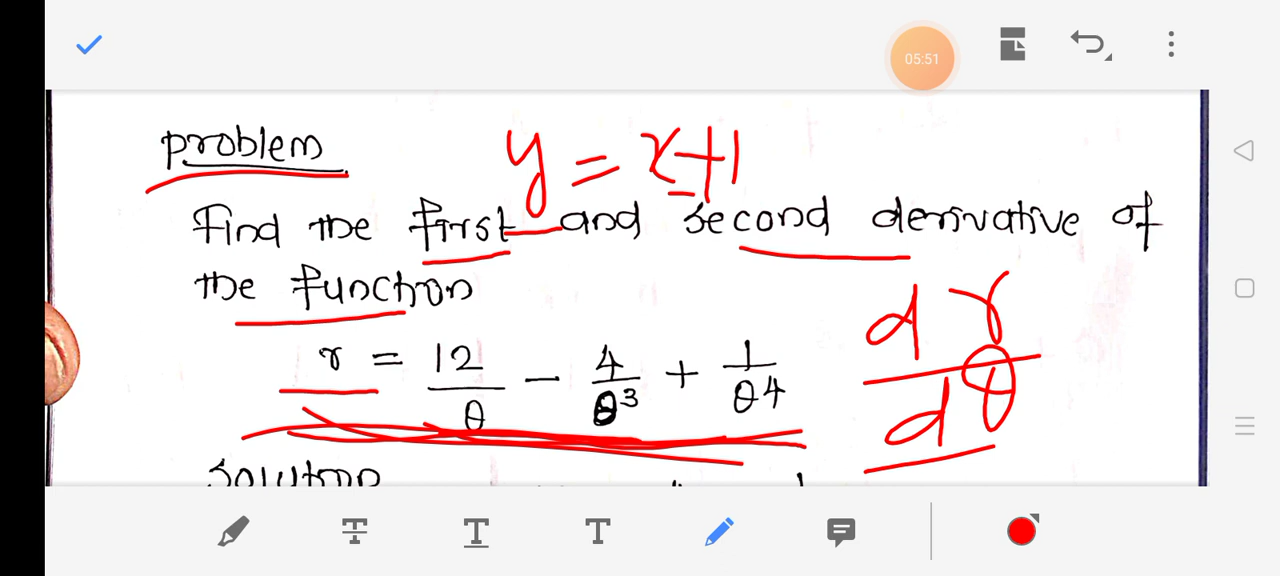 05:51
problem
y = x+1
Find the first and second derivative of
the function
r = 12/θ - 4/θ³ + 1/θ⁴
dr/dθ
Solution
T T T